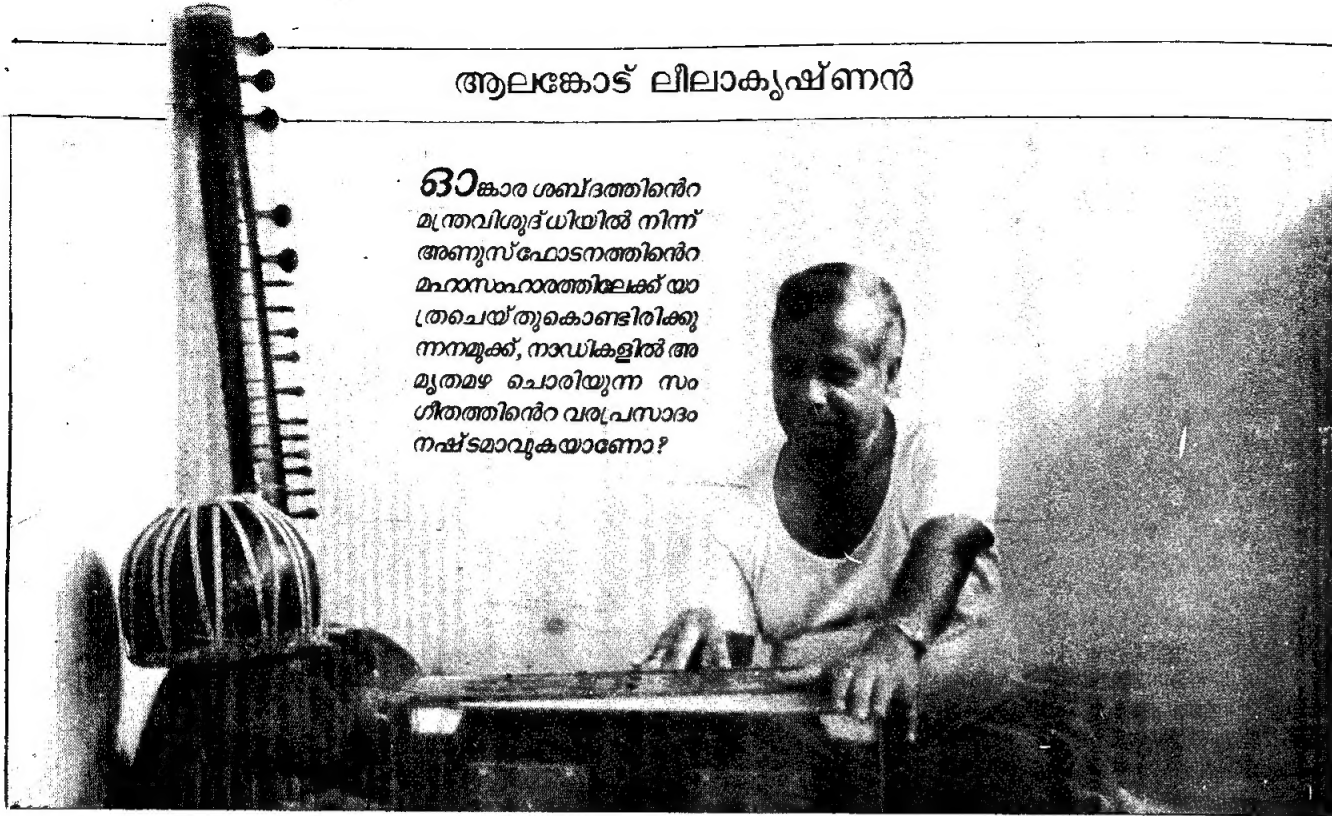 ആലങ്കോട് ലീലാകൃഷ്ണൻ
ഓങ്കാര ശബ്ദത്തിൻെറ
മന്ത്രവിശുദ്ധിയിൽ നിന്ന്
അണുസ്ഫോടനത്തിൻെറ
മഹാസംഹാരത്തിലേക്ക് യാ
ത്രചെയ്തുകൊണ്ടിരിക്കു
ന്നനമുക്ക്, നാഡികളിൽ അ
മൃതമഴ ചൊരിയുന്ന സം
ഗീതത്തിൻെറ വരപ്രസാദം
നഷ്ടമാവുകയാണോ?